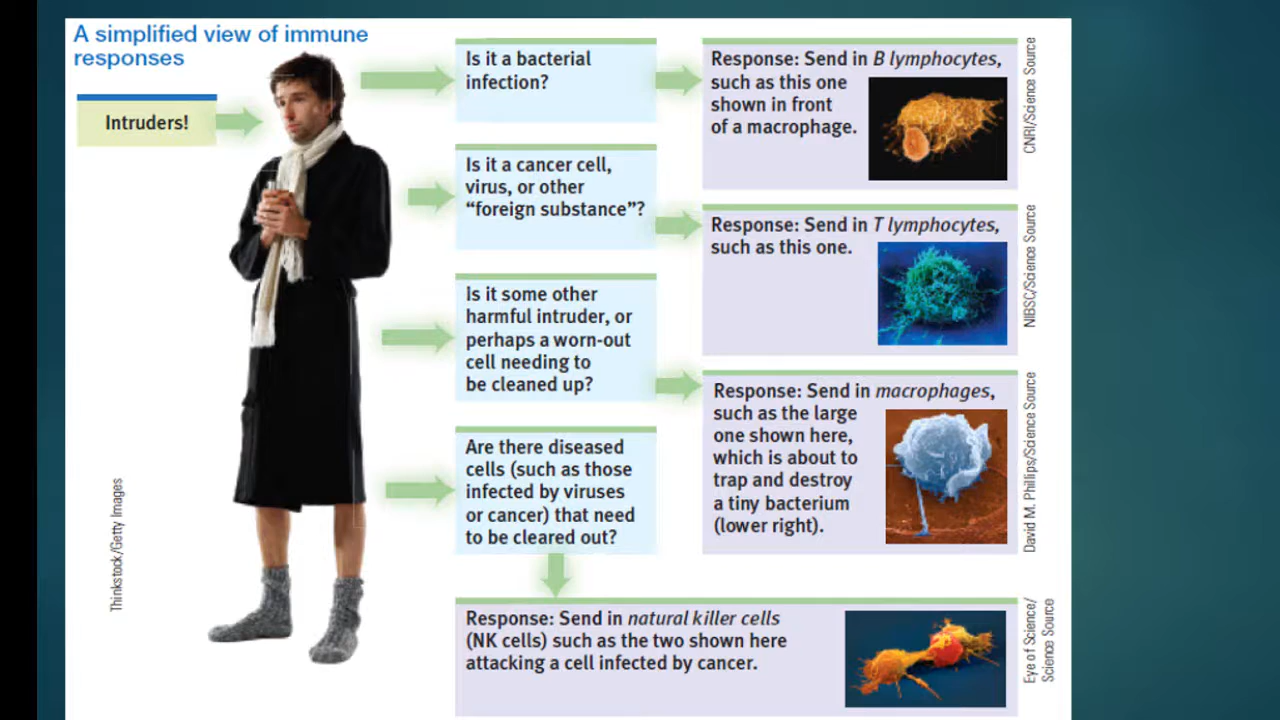 A simplified view of immune
responses
Intruders!
Is it a bacterial
infection?
Response: Send in B lymphocytes,
such as this one
shown in front
of a macrophage.
CNRI/Science Source
Is it a cancer cell,
virus, or other
“foreign substance”?
Response: Send in T lymphocytes,
such as this one.
NIBSC/Science Source
Is it some other
harmful intruder, or
perhaps a worn-out
cell needing to
be cleaned up?
Response: Send in macrophages,
such as the large
one shown here,
which is about to
trap and destroy
a tiny bacterium
(lower right).
David M. Phillips/Science Source
Are there diseased
cells (such as those
infected by viruses
or cancer) that need
to be cleared out?
Response: Send in natural killer cells
(NK cells) such as the two shown here
attacking a cell infected by cancer.
Eye of Science/
Science Source
Thinkstock/Getty Images